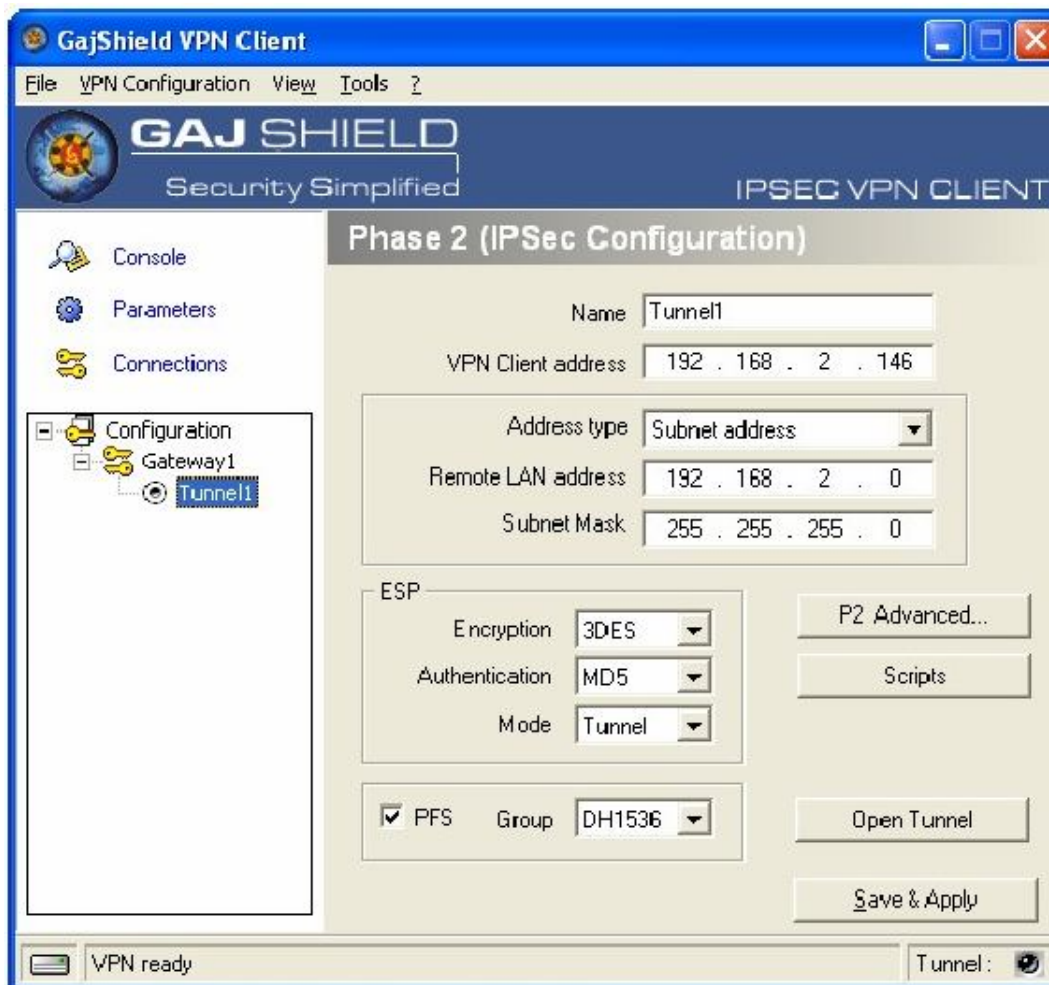 GajShield VPN Client
File VPN Configuration View Tools ?
GAJ SHIELD
Security Simplified
IPSEC VPN CLIENT
Console
Parameters
Connections
Configuration
Gateway1
Tunnel1
Phase 2 (IPSec Configuration)
Name Tunnel1
VPN Client address 192 . 168 . 2 . 146
Address type Subnet address
Remote LAN address 192 . 168 . 2 . 0
Subnet Mask 255 . 255 . 255 . 0
ESP
Encryption 3DES
Authentication MD5
Mode Tunnel
P2 Advanced...
Scripts
PFS Group DH1536
Open Tunnel
Save & Apply
VPN ready
Tunnel :